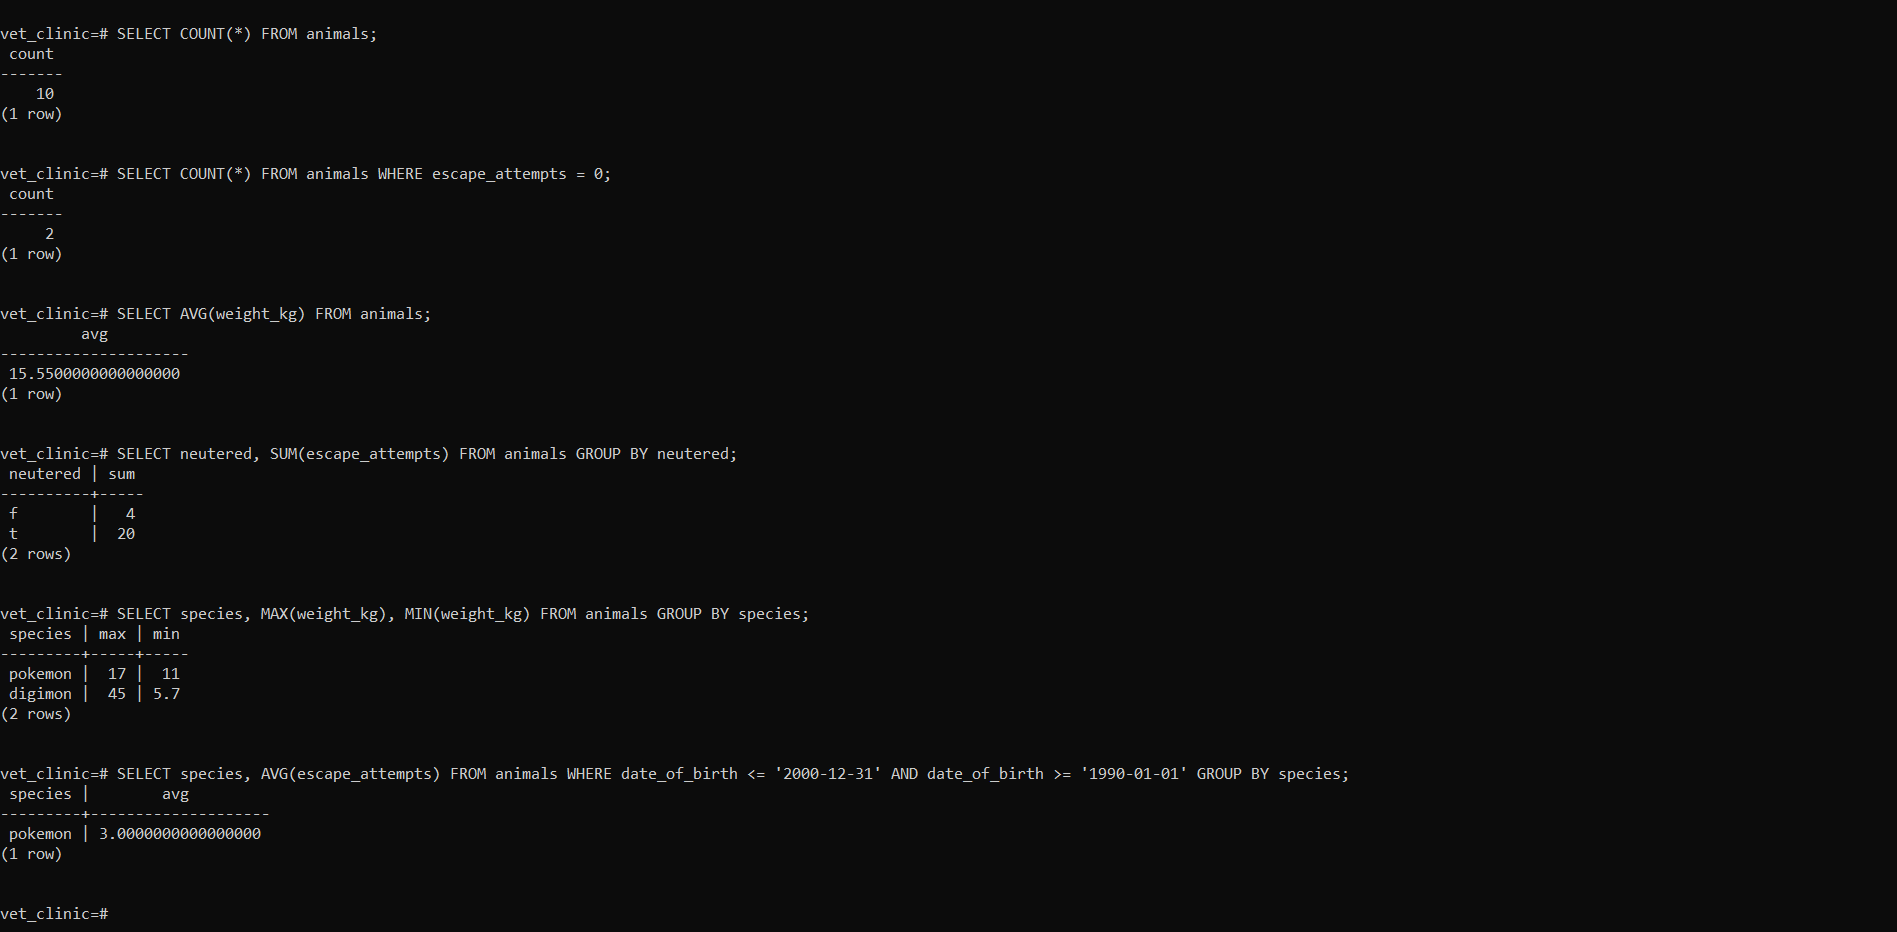 vet_clinic=# SELECT COUNT(*) FROM animals;
 count
-------
    10
(1 row)

vet_clinic=# SELECT COUNT(*) FROM animals WHERE escape_attempts = 0;
 count
-------
     2
(1 row)

vet_clinic=# SELECT AVG(weight_kg) FROM animals;
         avg
---------------------
 15.5500000000000000
(1 row)

vet_clinic=# SELECT neutered, SUM(escape_attempts) FROM animals GROUP BY neutered;
 neutered | sum
----------+-----
 f        |   4
 t        |  20
(2 rows)

vet_clinic=# SELECT species, MAX(weight_kg), MIN(weight_kg) FROM animals GROUP BY species;
 species | max | min
---------+-----+-----
 pokemon |  17 |  11
 digimon |  45 | 5.7
(2 rows)

vet_clinic=# SELECT species, AVG(escape_attempts) FROM animals WHERE date_of_birth <= '2000-12-31' AND date_of_birth >= '1990-01-01' GROUP BY species;
 species |        avg
---------+--------------------
 pokemon | 3.0000000000000000
(1 row)

vet_clinic=#